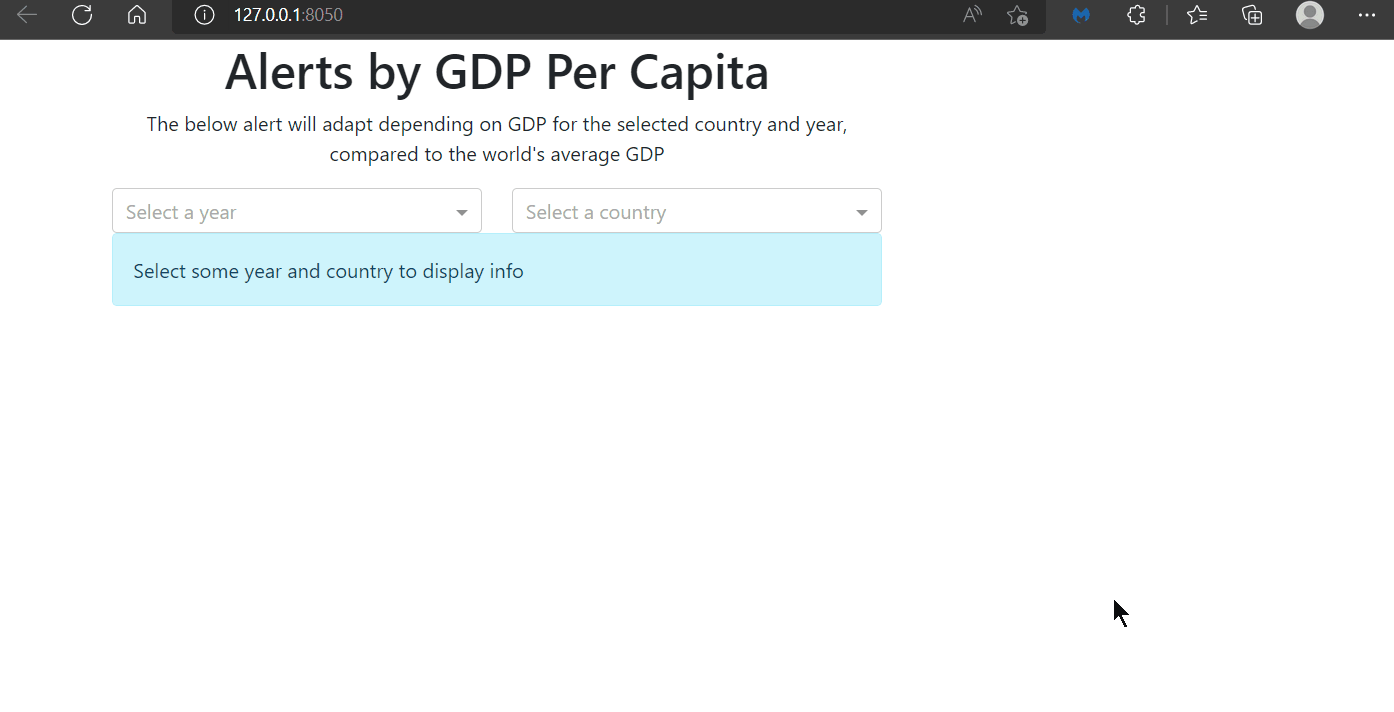 127.0.0.1:8050
Alerts by GDP Per Capita
The below alert will adapt depending on GDP for the selected country and year,
compared to the world's average GDP
Select a year
Select a country
Select some year and country to display info